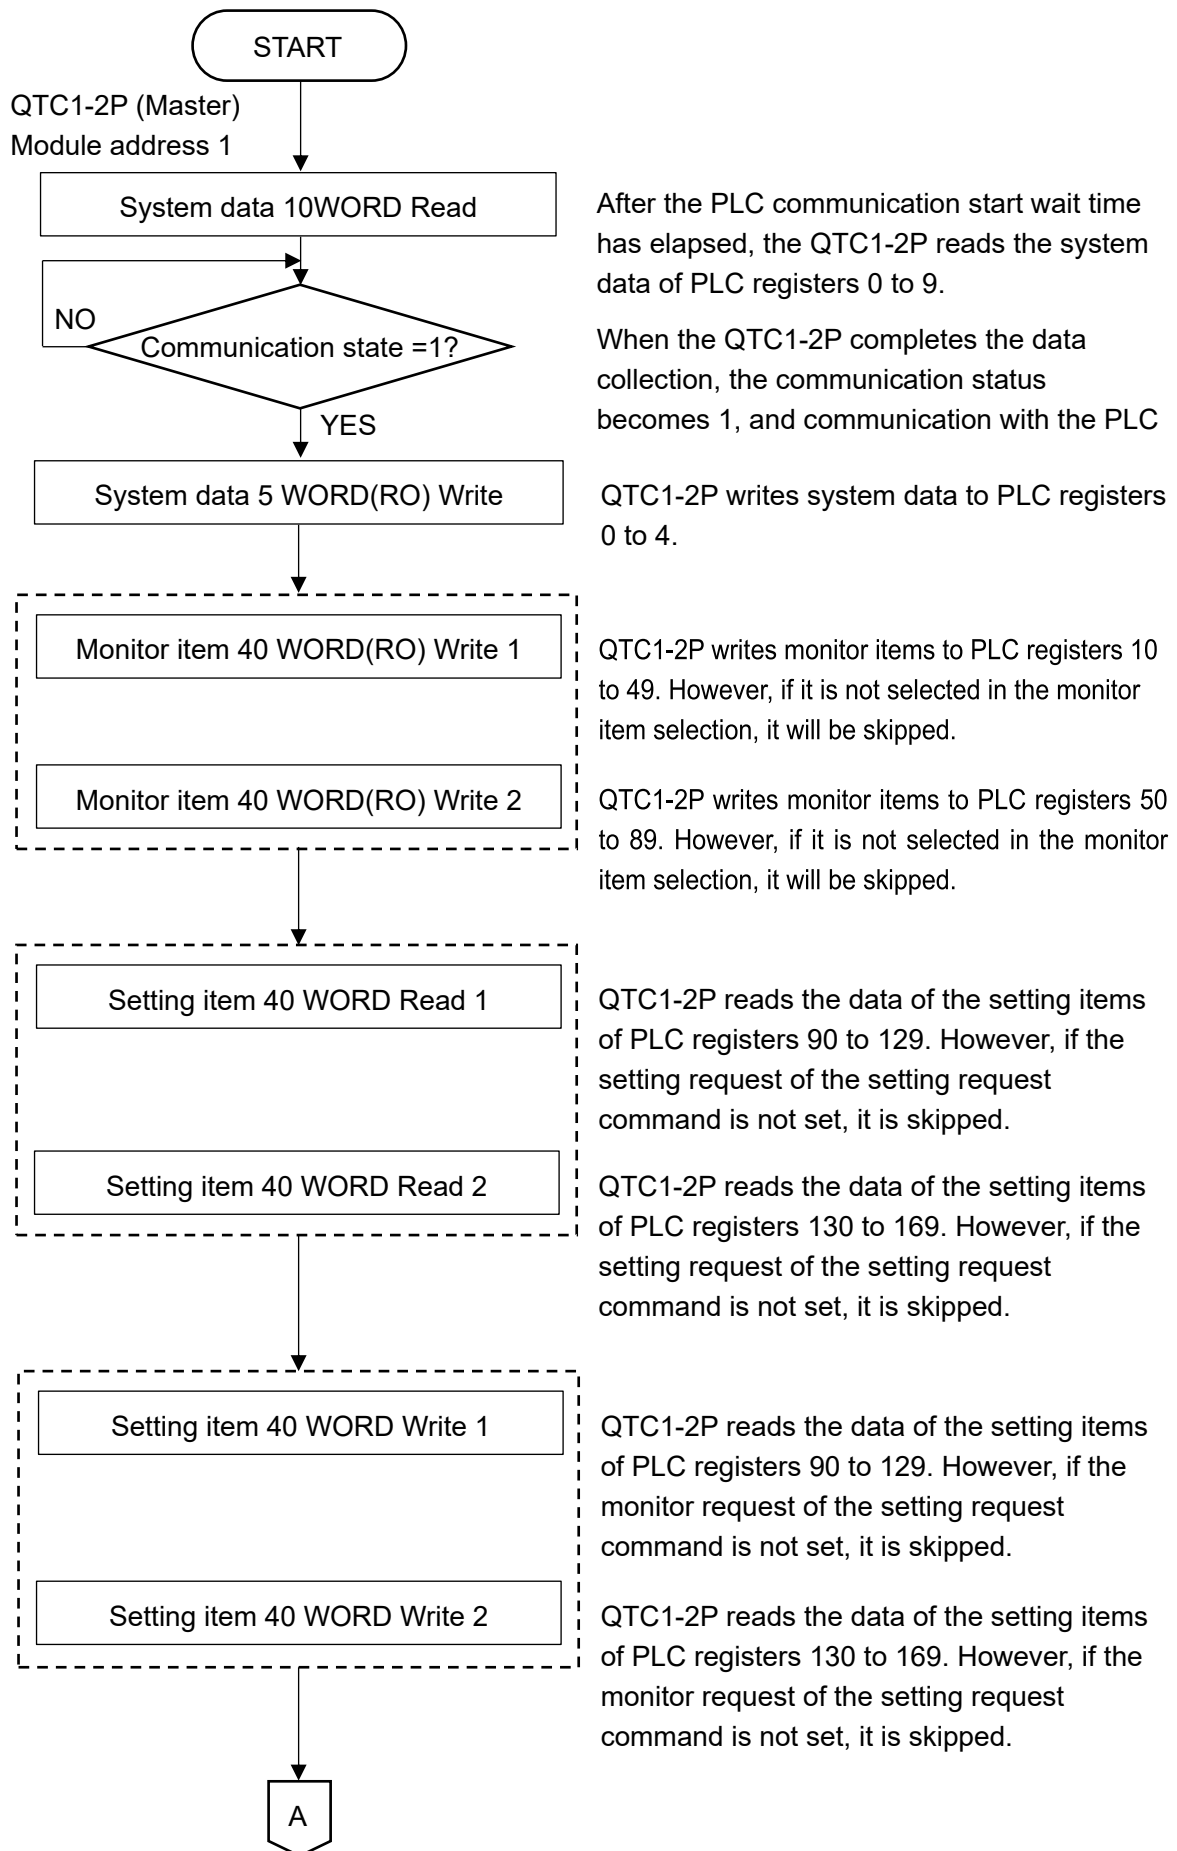 START
QTC1-2P (Master)
Module address 1
System data 10WORD Read
After the PLC communication start wait time
has elapsed, the QTC1-2P reads the system
data of PLC registers 0 to 9.
NO
Communication state =1?
When the QTC1-2P completes the data
collection, the communication status
becomes 1, and communication with the PLC
YES
System data 5 WORD(RO) Write
QTC1-2P writes system data to PLC registers
0 to 4.
Monitor item 40 WORD(RO) Write 1
QTC1-2P writes monitor items to PLC registers 10
to 49. However, if it is not selected in the monitor
item selection, it will be skipped.
Monitor item 40 WORD(RO) Write 2
QTC1-2P writes monitor items to PLC registers 50
to 89. However, if it is not selected in the monitor
item selection, it will be skipped.
Setting item 40 WORD Read 1
QTC1-2P reads the data of the setting items
of PLC registers 90 to 129. However, if the
setting request of the setting request
command is not set, it is skipped.
Setting item 40 WORD Read 2
QTC1-2P reads the data of the setting items
of PLC registers 130 to 169. However, if the
setting request of the setting request
command is not set, it is skipped.
Setting item 40 WORD Write 1
QTC1-2P reads the data of the setting items
of PLC registers 90 to 129. However, if the
monitor request of the setting request
command is not set, it is skipped.
Setting item 40 WORD Write 2
QTC1-2P reads the data of the setting items
of PLC registers 130 to 169. However, if the
monitor request of the setting request
command is not set, it is skipped.
A